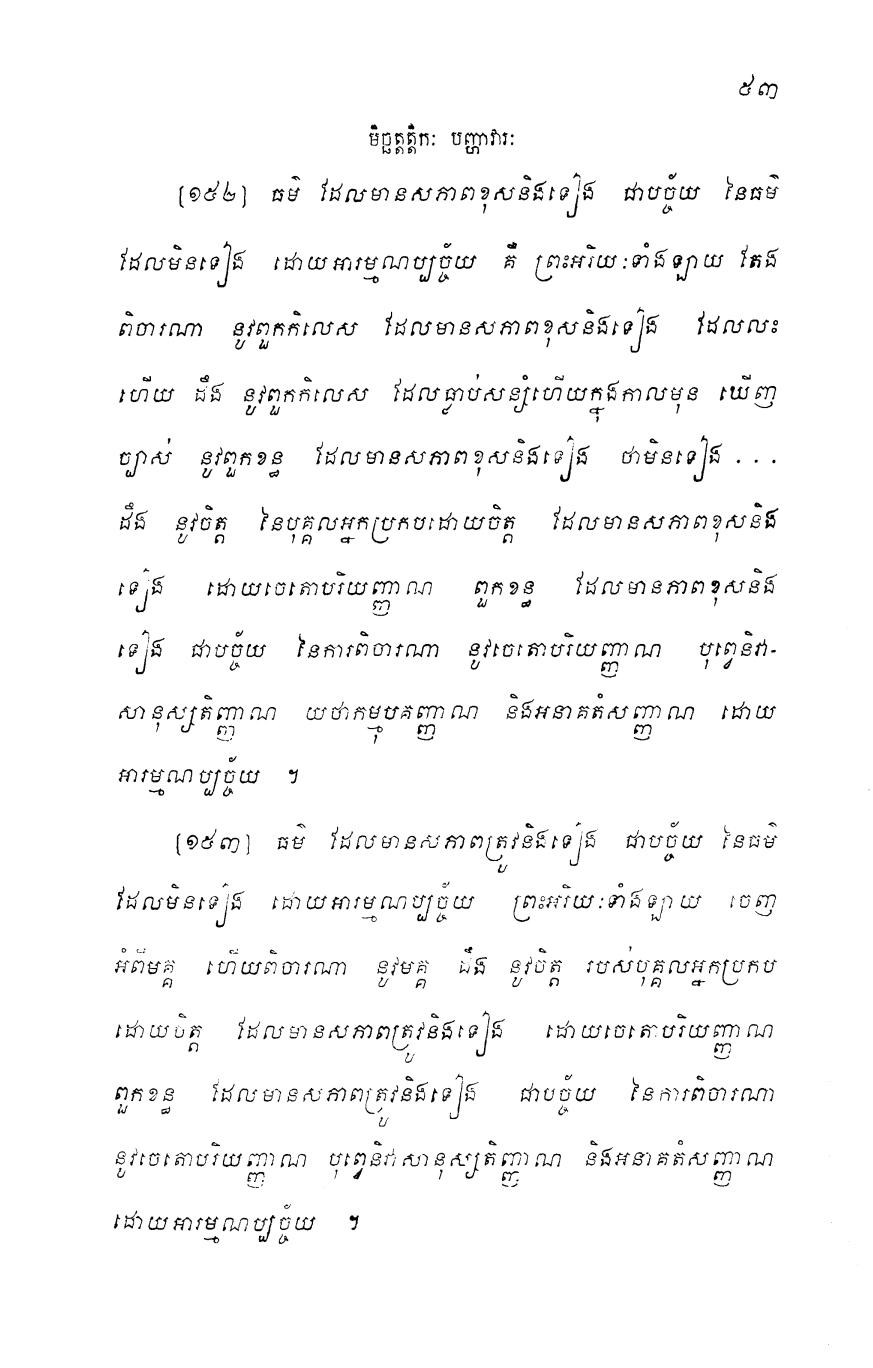 ៥៣
មិច្ឆត្តត្តិកៈ បញ្ហាវារៈ
[១៥២] ធម៌ ដែលមានសភាពខុសនិងទៀង ជាបច្ច័យ នៃធម៌
ដែលមិនទៀង ដោយអារម្មណប្បច្ច័យ គឺ ព្រះអរិយៈទាំងឡាយ តែង
ពិចារណា នូវពួកកិលេស ដែលមានសភាពខុសនិងទៀង ដែលលះ
ហើយ ដឹង នូវពួកកិលេស ដែលធ្លាប់សន្សំហើយក្នុងកាលមុន ឃើញ
ច្បាស់ នូវពួកខន្ធ ដែលមានសភាពខុសនិងទៀង ថាមិនទៀង . . .
ដឹង នូវចិត្ត នៃបុគ្គលអ្នកប្រកបដោយចិត្ត ដែលមានសភាពខុសនិង
ទៀង ដោយចេតោបរិយញ្ញាណ ពួកខន្ធ ដែលមានភាពខុសនិង
ទៀង ជាបច្ច័យ នៃការពិចារណា នូវចេតោបរិយញ្ញាណ បុព្វេនិវា-
សានុស្សតិញ្ញាណ យថាកម្មុបគញ្ញាណ និងអនាគតំសញ្ញាណ ដោយ
អារម្មណប្បច្ច័យ ។
[១៥៣] ធម៌ ដែលមានសភាពត្រូវនិងទៀង ជាបច្ច័យ នៃធម៌
ដែលមិនទៀង ដោយអារម្មណប្បច្ច័យ ព្រះអរិយៈទាំងឡាយ ចេញ
អំពីមគ្គ ហើយពិចារណា នូវមគ្គ ដឹង នូវចិត្ត របស់បុគ្គលអ្នកប្រកប
ដោយចិត្ត ដែលមានសភាពត្រូវនិងទៀង ដោយចេតោបរិយញ្ញាណ
ពួកខន្ធ ដែលមានសភាពត្រូវនិងទៀង ជាបច្ច័យ នៃការពិចារណា
នូវចេតោបរិយញ្ញាណ បុព្វេនិវាសានុស្សតិញ្ញាណ និងអនាគតំសញ្ញាណ
ដោយអារម្មណប្បច្ច័យ ។